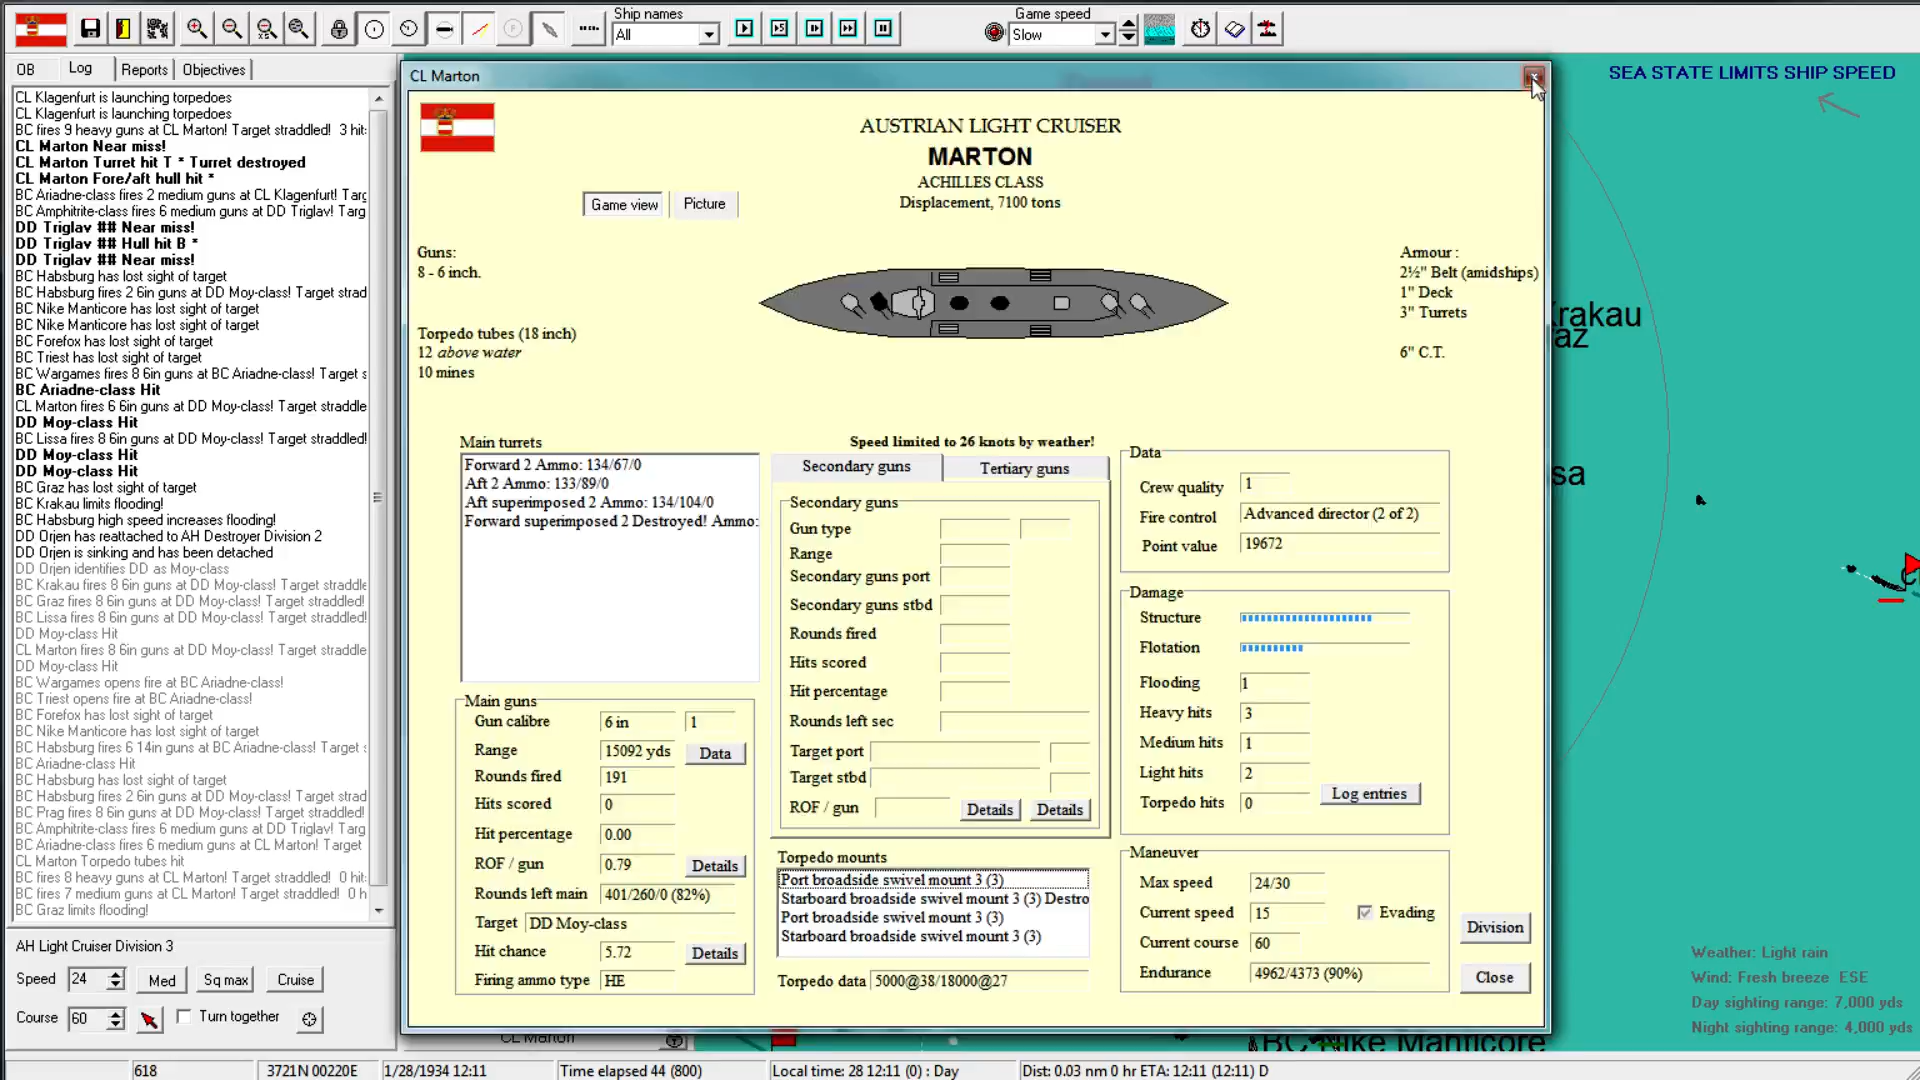 Ship names
All
Game speed
Slow
OB
Log
Reports
Objectives
CL Klagenfurt is launching torpedoes
CL Klagenfurt is launching torpedoes
BC fires 9 heavy guns at CL Marton! Target straddled!  3 hit:
CL Marton Near miss!
CL Marton Turret hit T * Turret destroyed
CL Marton Fore/aft hull hit *
BC Ariadne-class fires 2 medium guns at CL Klagenfurt! Targ
BC Amphitrite-class fires 6 medium guns at DD Triglav! Targ
DD Triglav ## Near miss!
DD Triglav ## Hull hit B *
DD Triglav ## Near miss!
BC Habsburg has lost sight of target
BC Habsburg fires 2 6in guns at DD Moy-class! Target strad
BC Nike Manticore has lost sight of target
BC Nike Manticore has lost sight of target
BC Forefox has lost sight of target
BC Triest has lost sight of target
BC Wargames fires 8 6in guns at BC Ariadne-class! Target s
BC Ariadne-class Hit
CL Marton fires 6 6in guns at DD Moy-class! Target straddle
DD Moy-class Hit
BC Lissa fires 8 6in guns at DD Moy-class! Target straddled!
DD Moy-class Hit
DD Moy-class Hit
BC Graz has lost sight of target
BC Krakau limits flooding!
BC Habsburg high speed increases flooding!
DD Orjen has reattached to AH Destroyer Division 2
DD Orjen is sinking and has been detached
DD Orjen identifies DD as Moy-class
BC Krakau fires 8 6in guns at DD Moy-class! Target straddle
BC Graz fires 8 6in guns at DD Moy-class! Target straddled!
BC Lissa fires 8 6in guns at DD Moy-class! Target straddled!
DD Moy-class Hit
CL Marton fires 8 6in guns at DD Moy-class! Target straddle
DD Moy-class Hit
BC Wargames opens fire at BC Ariadne-class!
BC Triest opens fire at BC Ariadne-class!
BC Forefox has lost sight of target
BC Nike Manticore has lost sight of target
BC Habsburg fires 6 14in guns at BC Ariadne-class! Target s
BC Ariadne-class Hit
BC Habsburg has lost sight of target
BC Habsburg fires 2 6in guns at DD Moy-class! Target strad
BC Prag fires 8 6in guns at DD Moy-class! Target straddled!
BC Amphitrite-class fires 6 medium guns at DD Triglav! Targ
BC Ariadne-class fires 6 medium guns at CL Marton! Target
CL Marton Torpedo tubes hit
BC fires 8 heavy guns at CL Marton! Target straddled!  0 hit:
BC fires 7 medium guns at CL Marton! Target straddled!  0 h
BC Graz limits flooding!
AH Light Cruiser Division 3
Speed 24 Med Sq max Cruise
Course 60 Turn together
CL Marton
AUSTRIAN LIGHT CRUISER
MARTON
ACHILLES CLASS
Displacement, 7100 tons
Game view
Picture
Guns:
8 - 6 inch.
Torpedo tubes (18 inch)
12 above water
10 mines
Armour :
2½" Belt (amidships)
1" Deck
3" Turrets
6" C.T.
Main turrets
Forward 2 Ammo: 134/67/0
Aft 2 Ammo: 133/89/0
Aft superimposed 2 Ammo: 134/104/0
Forward superimposed 2 Destroyed! Ammo:
Main guns
Gun calibre 6 in 1
Range 15092 yds Data
Rounds fired 191
Hits scored 0
Hit percentage 0.00
ROF / gun 0.79 Details
Rounds left main 401/260/0 (82%)
Target DD Moy-class
Hit chance 5.72 Details
Firing ammo type HE
Speed limited to 26 knots by weather!
Secondary guns
Tertiary guns
Secondary guns
Gun type
Range
Secondary guns port
Secondary guns stbd
Rounds fired
Hits scored
Hit percentage
Rounds left sec
Target port
Target stbd
ROF / gun Details Details
Torpedo mounts
Port broadside swivel mount 3 (3)
Starboard broadside swivel mount 3 (3) Destro
Port broadside swivel mount 3 (3)
Starboard broadside swivel mount 3 (3)
Torpedo data 5000@38/18000@27
Data
Crew quality 1
Fire control Advanced director (2 of 2)
Point value 19672
Damage
Structure
Flotation
Flooding 1
Heavy hits 3
Medium hits 1
Light hits 2
Torpedo hits 0 Log entries
Maneuver
Max speed 24/30
Current speed 15 Evading
Current course 60
Endurance 4962/4373 (90%)
Division
Close
SEA STATE LIMITS SHIP SPEED
Krakau
az
sa
Weather: Light rain
Wind: Fresh breeze  ESE
Day sighting range: 7,000 yds
Night sighting range: 4,000 yds
CL Marton
BC Nike Manticore
618
3721N 00220E
1/28/1934 12:11
Time elapsed 44 (800)
Local time: 28 12:11 (0) : Day
Dist: 0.03 nm 0 hr ETA: 12:11 (12:11) D